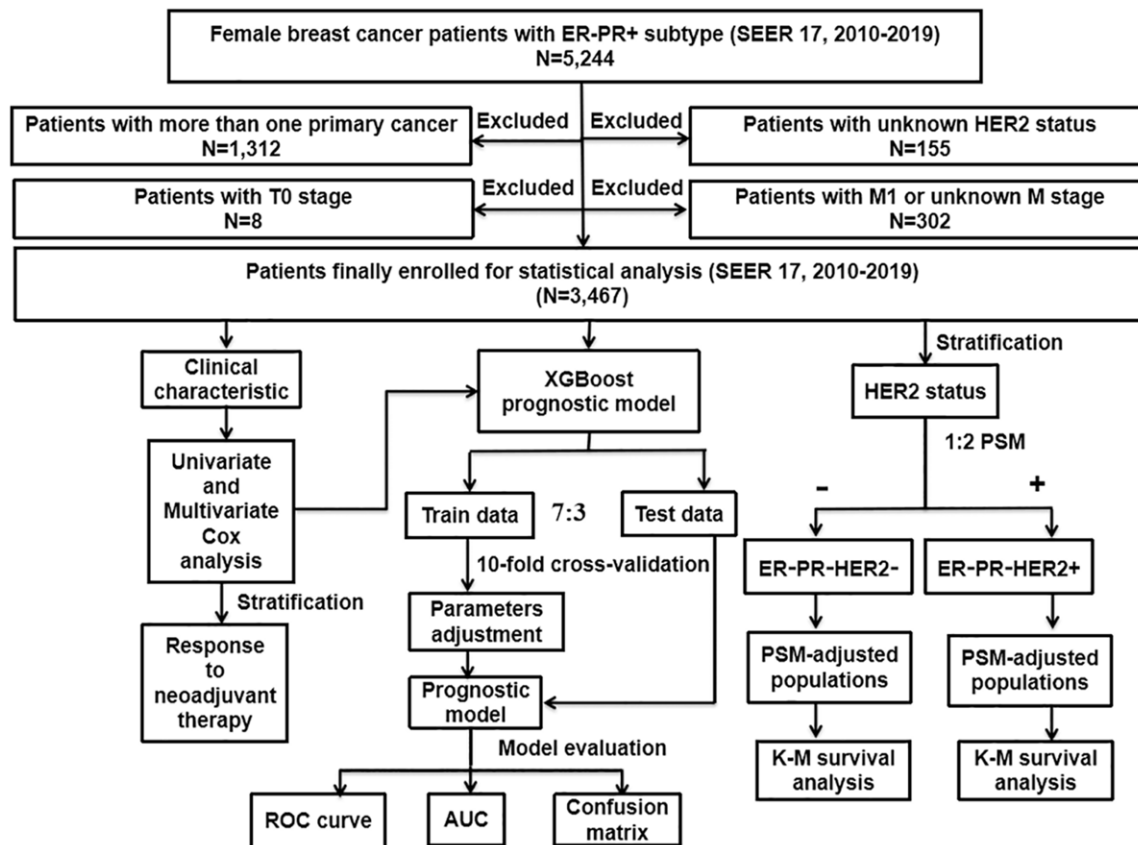 Female breast cancer patients with ER-PR+ subtype (SEER 17, 2010-2019)
N=5,244
Patients with more than one primary cancer
N=1,312
Excluded
Excluded
Patients with unknown HER2 status
N=155
Patients with T0 stage
N=8
Excluded
Excluded
Patients with M1 or unknown M stage
N=302
Patients finally enrolled for statistical analysis (SEER 17, 2010-2019)
(N=3,467)
Clinical
characteristic
Univariate
and
Multivariate
Cox
analysis
Stratification
Response
to
neoadjuvant
therapy
XGBoost
prognostic model
Train data
7:3
Test data
10-fold cross-validation
Parameters
adjustment
Prognostic
model
Model evaluation
ROC curve
AUC
Confusion
matrix
Stratification
HER2 status
1:2 PSM
-
+
ER-PR-HER2-
ER-PR-HER2+
PSM-adjusted
populations
PSM-adjusted
populations
K-M survival
analysis
K-M survival
analysis